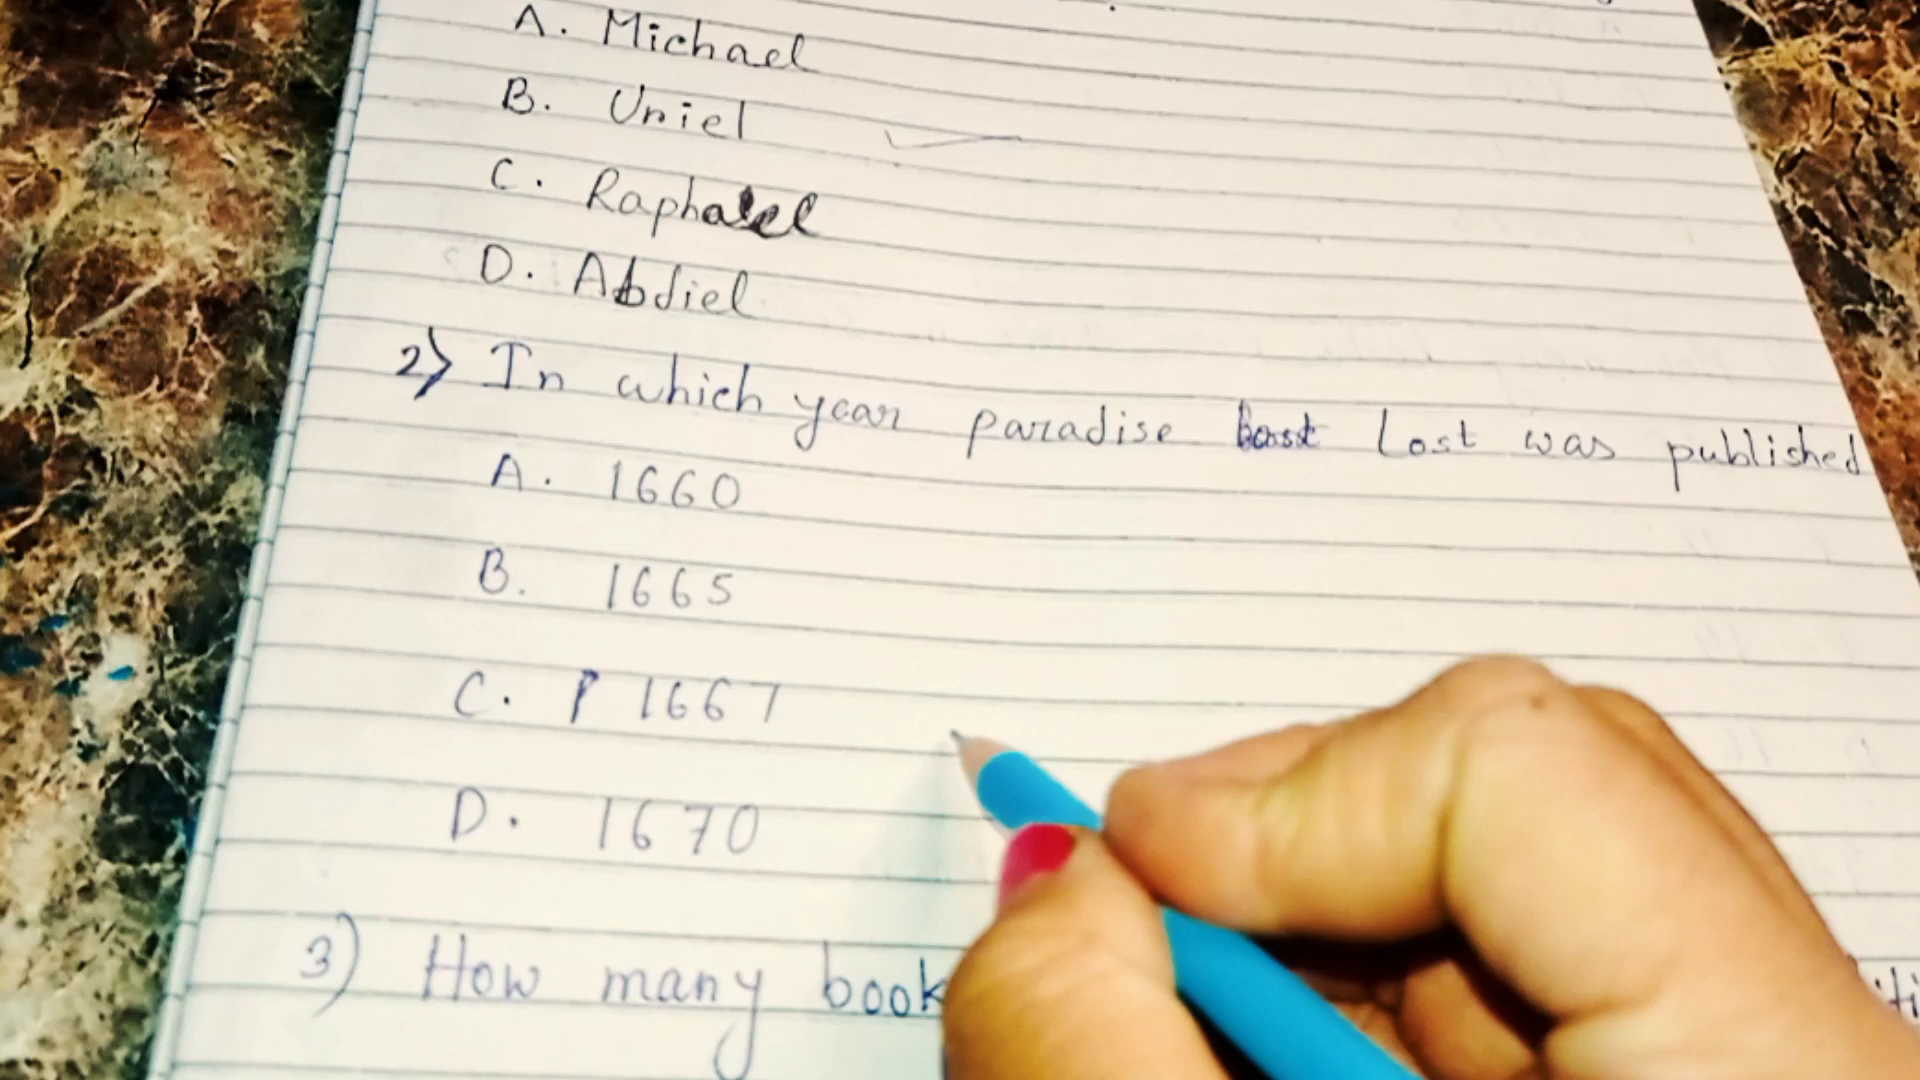 A. Michael
B. Uriel
C. Raphael
D. Abdiel
2) In which year paradise Lost was published
A. 1660
B. 1665
C. 1667
D. 1670
3) How many book